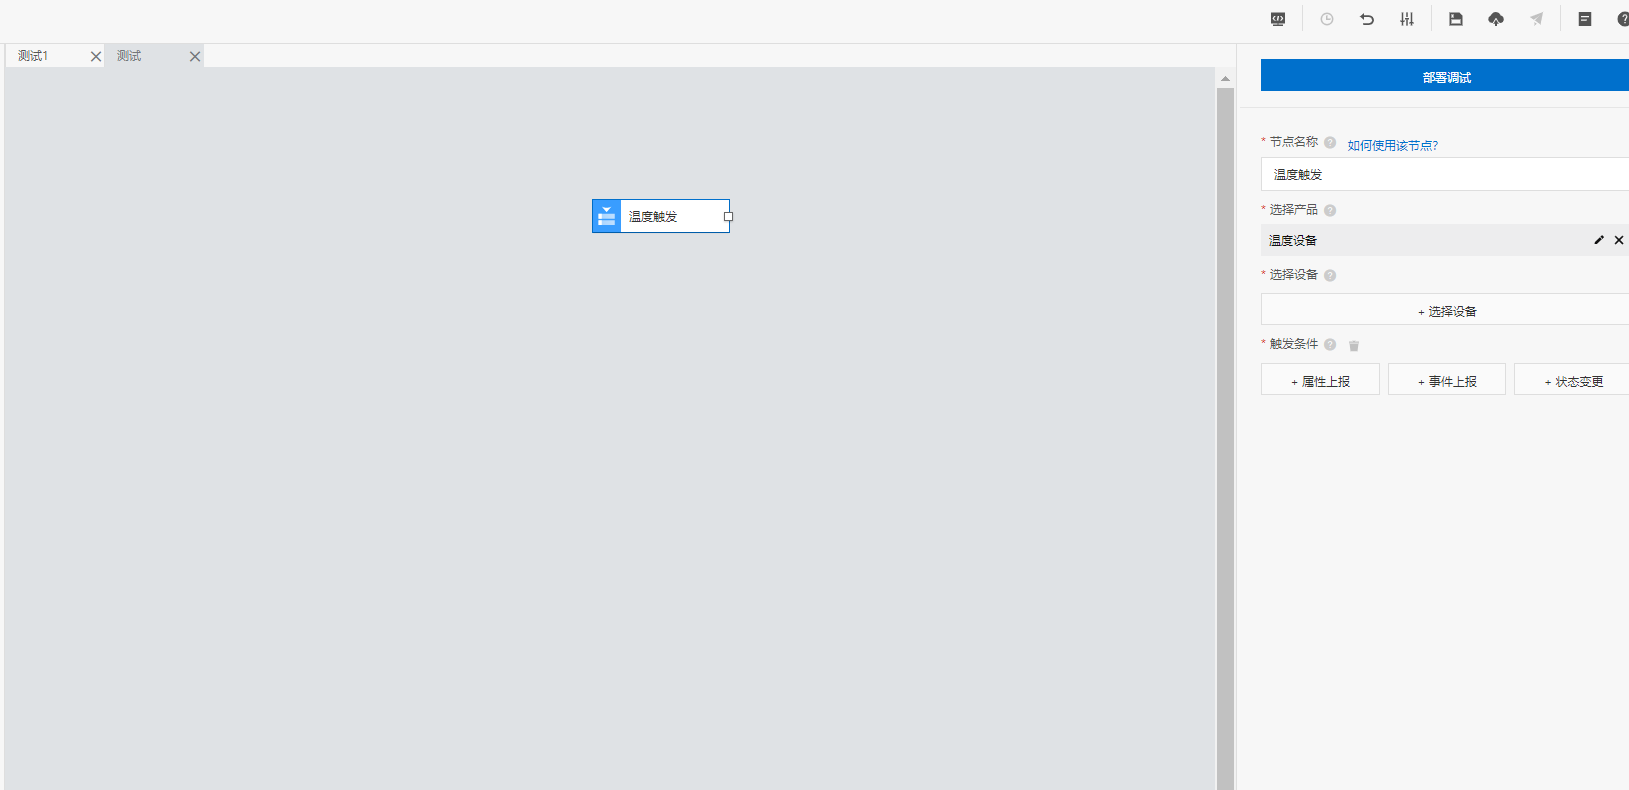 测试1
测试
温度触发
部署调试
* 节点名称 ? 如何使用该节点?
温度触发
* 选择产品 ?
温度设备
* 选择设备 ?
+ 选择设备
* 触发条件 ?
+ 属性上报
+ 事件上报
+ 状态变更